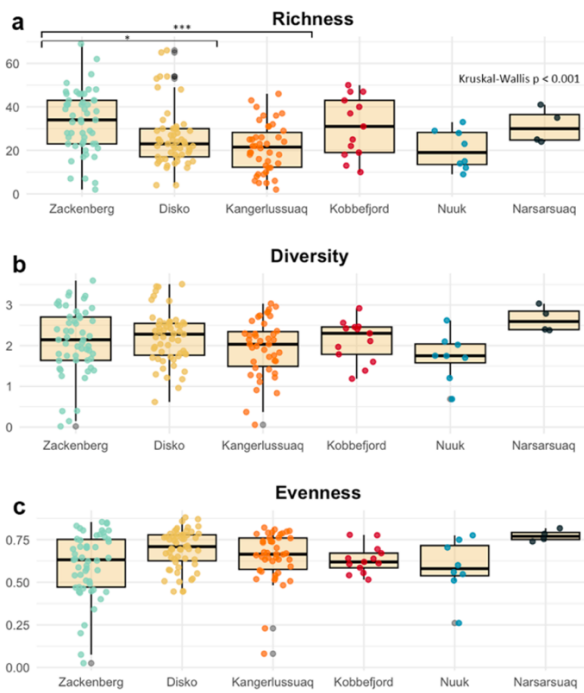 a
Richness
***
*
Kruskal-Wallis p < 0.001
60
40
20
0
Zackenberg Disko Kangerlussuaq Kobbefjord Nuuk Narsarsuaq
b
Diversity
3
2
1
0
Zackenberg Disko Kangerlussuaq Kobbefjord Nuuk Narsarsuaq
c
Evenness
0.75
0.50
0.25
0.00
Zackenberg Disko Kangerlussuaq Kobbefjord Nuuk Narsarsuaq